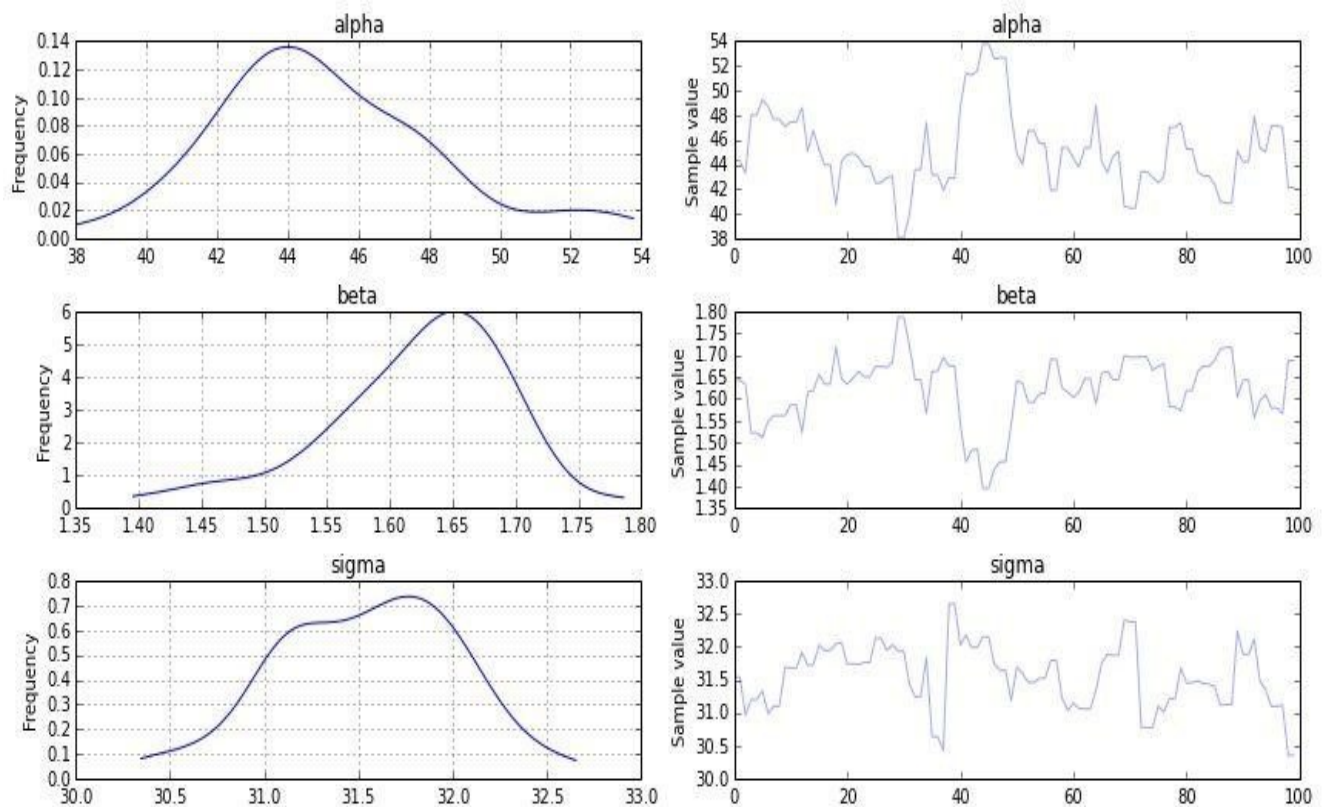 alpha
Frequency
0.14
0.12
0.10
0.08
0.06
0.04
0.02
0.00
38 40 42 44 46 48 50 52 54
alpha
Sample value
54
52
50
48
46
44
42
40
38
0 20 40 60 80 100
beta
Frequency
6
5
4
3
2
1
0
1.35 1.40 1.45 1.50 1.55 1.60 1.65 1.70 1.75 1.80
beta
Sample value
1.80
1.75
1.70
1.65
1.60
1.55
1.50
1.45
1.40
1.35
0 20 40 60 80 100
sigma
Frequency
0.8
0.7
0.6
0.5
0.4
0.3
0.2
0.1
0.0
30.0 30.5 31.0 31.5 32.0 32.5 33.0
sigma
Sample value
33.0
32.5
32.0
31.5
31.0
30.5
30.0
0 20 40 60 80 100